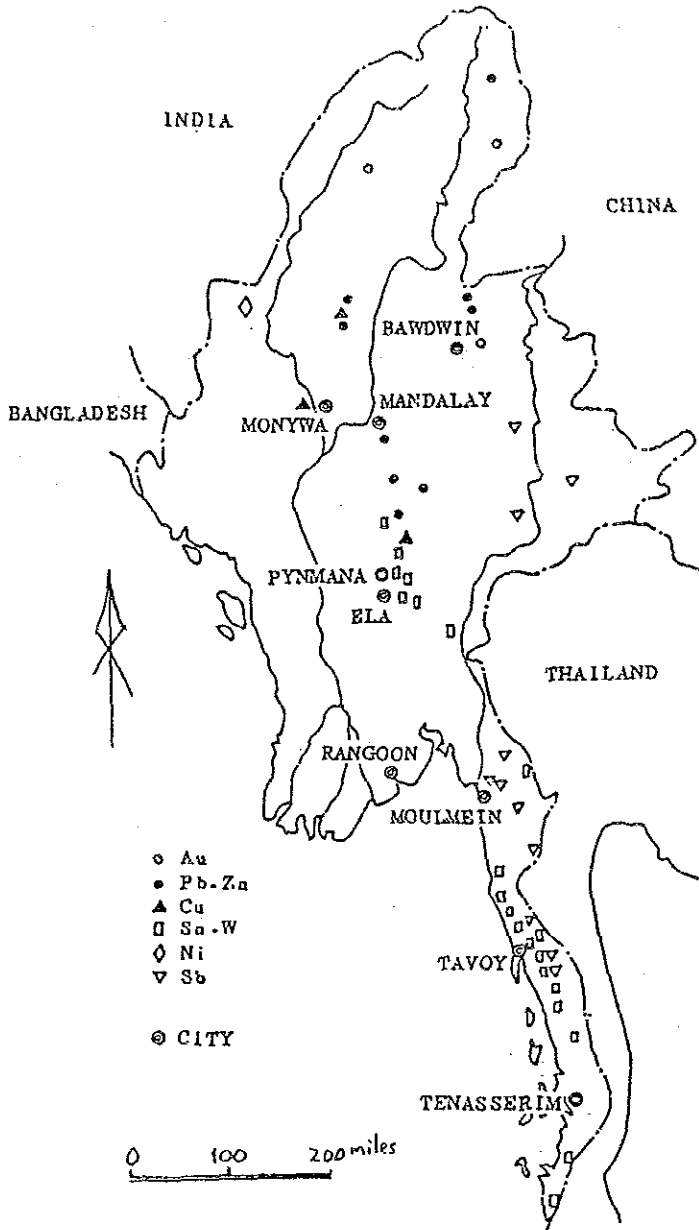 INDIA
CHINA
BAWDWIN
BANGLADESH
MONYWA
MANDALAY
PYNMANA
ELA
THAILAND
RANGOON
MOULMEIN
Au
Pb-Zn
Cu
Sn-W
Ni
Sb
CITY
TAVOY
TENASSERIM
0 100 200 miles